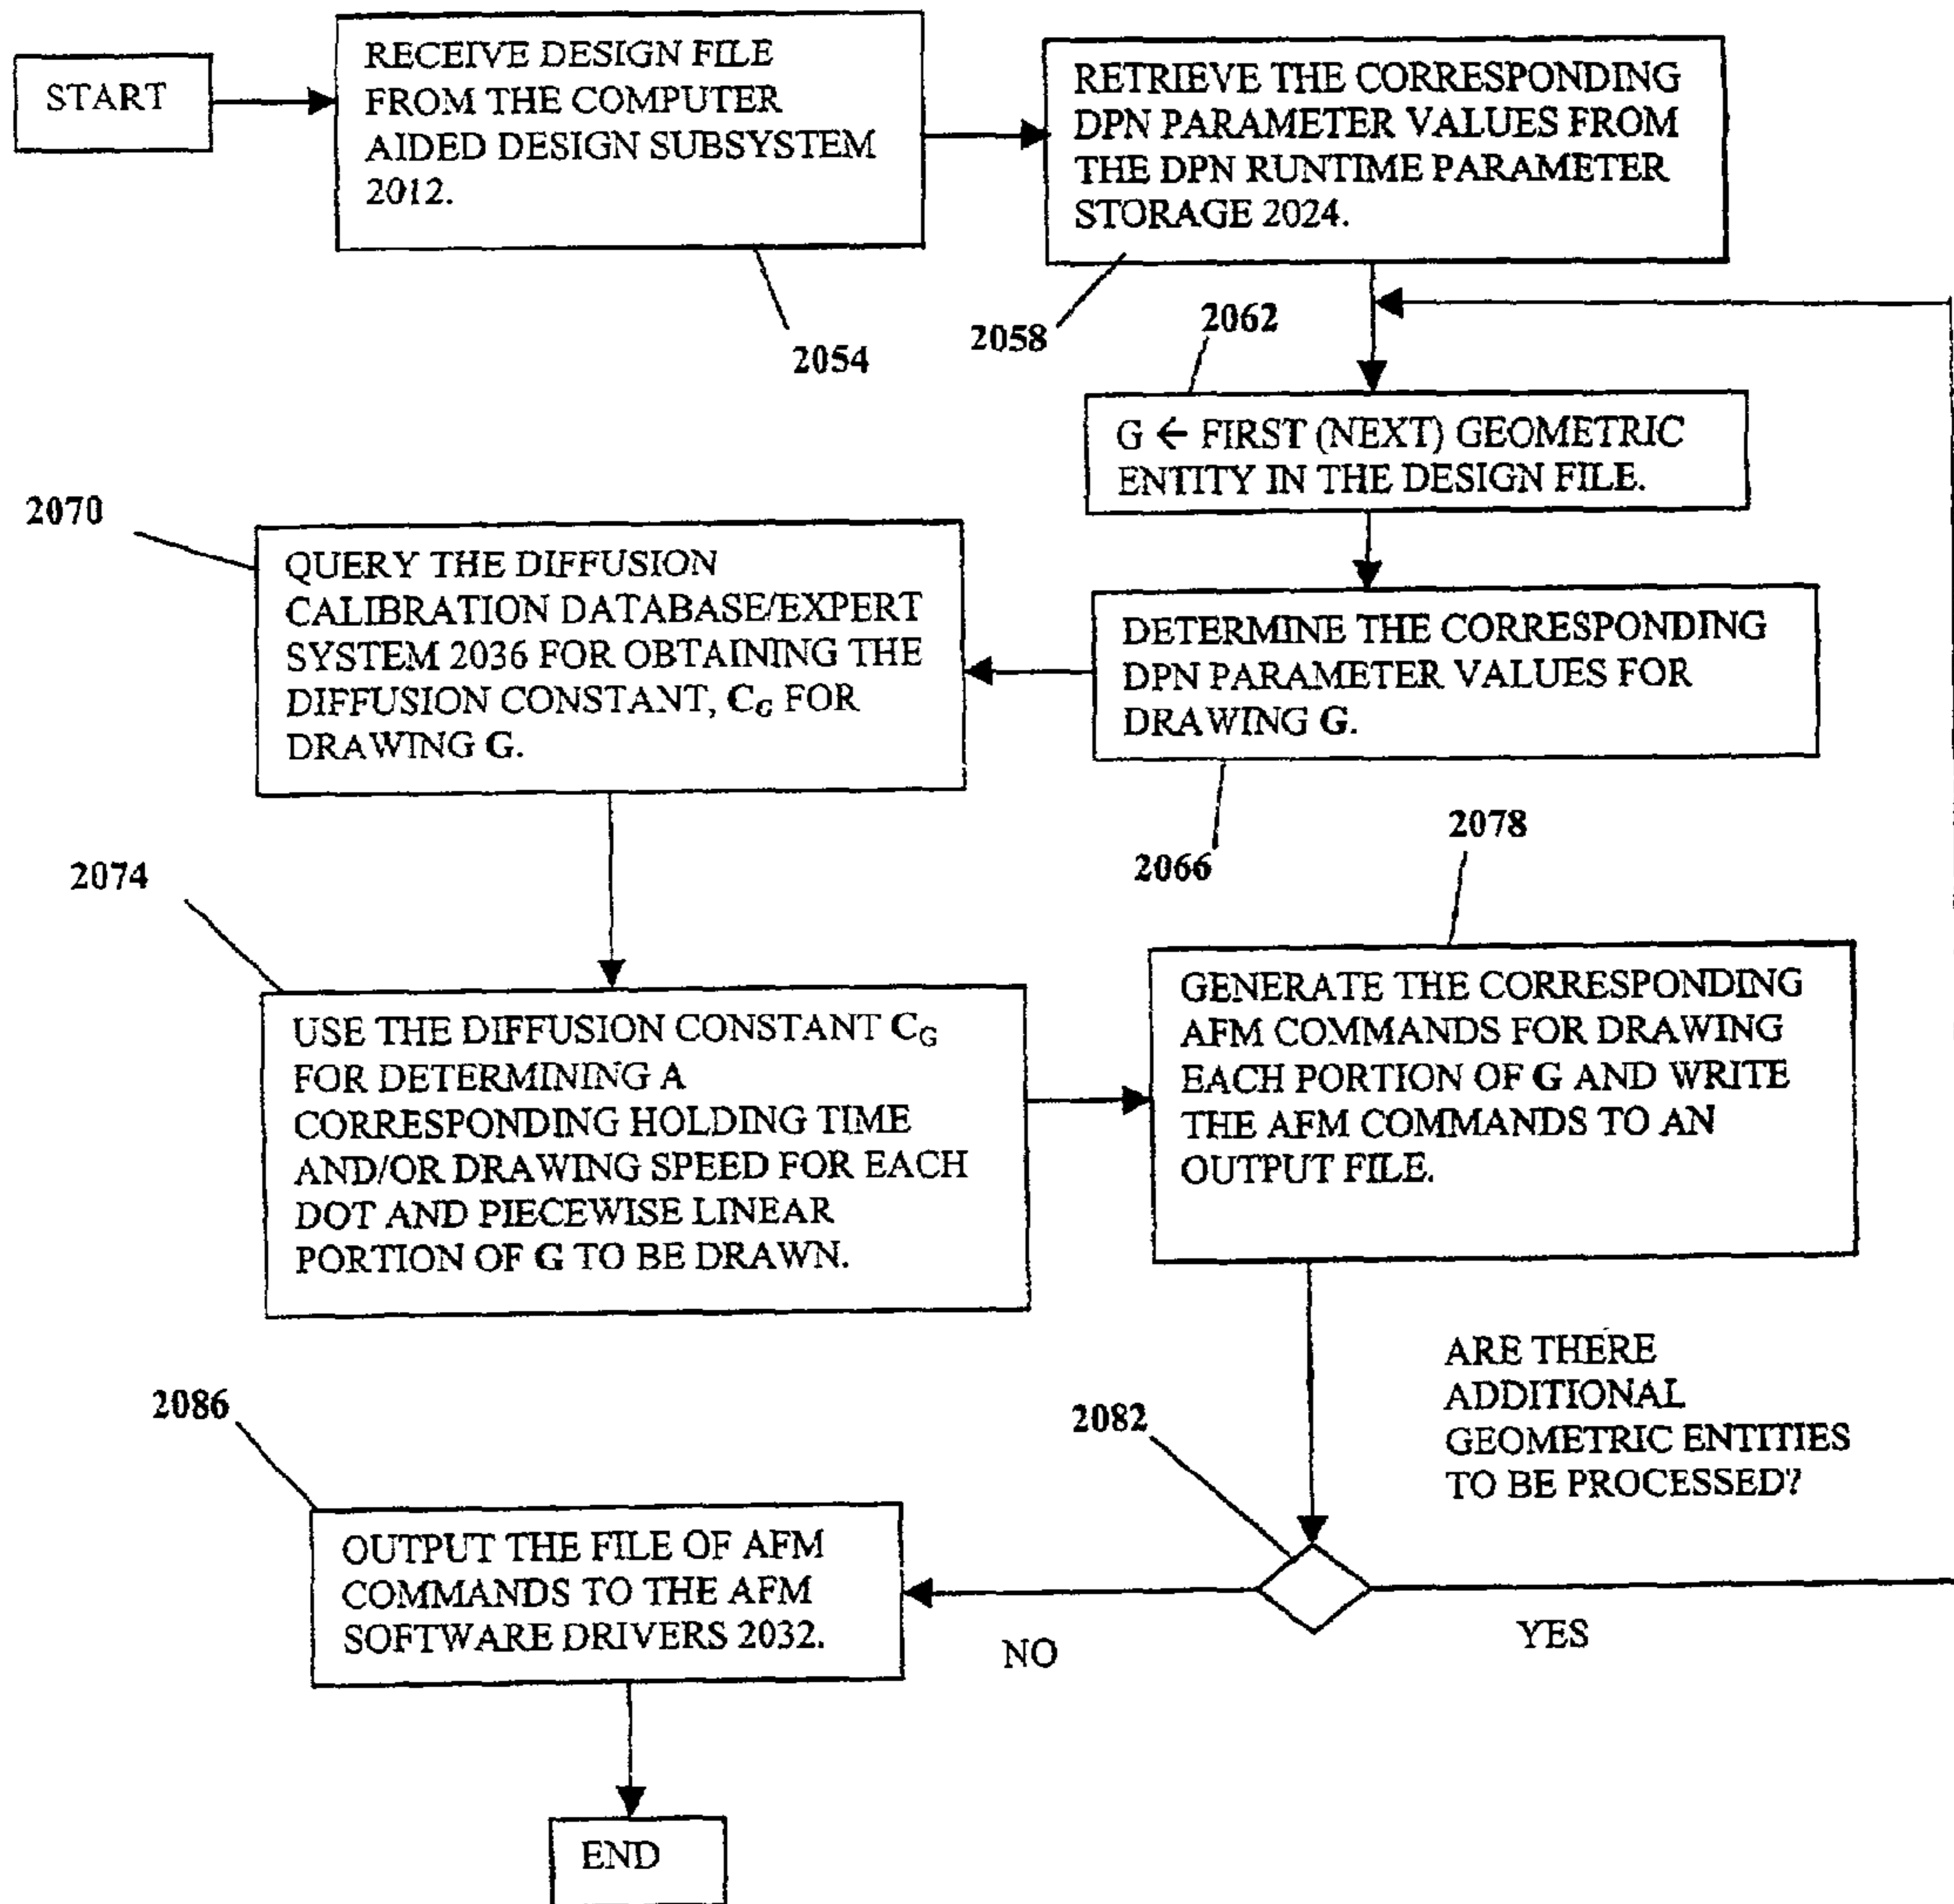 START
RECEIVE DESIGN FILE
FROM THE COMPUTER
AIDED DESIGN SUBSYSTEM
2012.
2054
RETRIEVE THE CORRESPONDING
DPN PARAMETER VALUES FROM
THE DPN RUNTIME PARAMETER
STORAGE 2024.
2058
2062
G ← FIRST (NEXT) GEOMETRIC
ENTITY IN THE DESIGN FILE.
DETERMINE THE CORRESPONDING
DPN PARAMETER VALUES FOR
DRAWING G.
2066
2070
QUERY THE DIFFUSION
CALIBRATION DATABASE/EXPERT
SYSTEM 2036 FOR OBTAINING THE
DIFFUSION CONSTANT, C_G FOR
DRAWING G.
2074
USE THE DIFFUSION CONSTANT C_G
FOR DETERMINING A
CORRESPONDING HOLDING TIME
AND/OR DRAWING SPEED FOR EACH
DOT AND PIECEWISE LINEAR
PORTION OF G TO BE DRAWN.
2078
GENERATE THE CORRESPONDING
AFM COMMANDS FOR DRAWING
EACH PORTION OF G AND WRITE
THE AFM COMMANDS TO AN
OUTPUT FILE.
ARE THERE
ADDITIONAL
GEOMETRIC ENTITIES
TO BE PROCESSED?
2082
YES
NO
2086
OUTPUT THE FILE OF AFM
COMMANDS TO THE AFM
SOFTWARE DRIVERS 2032.
END